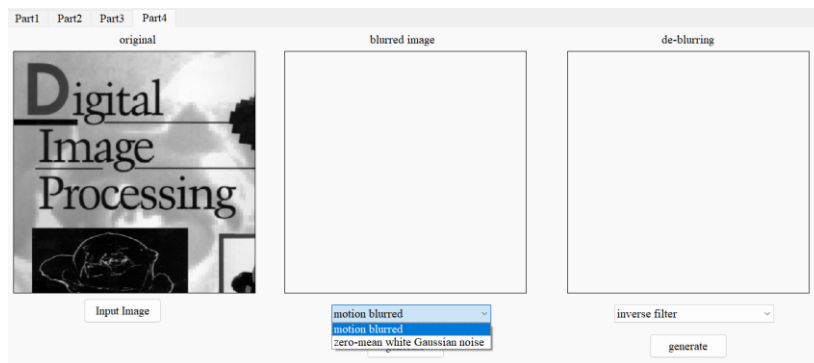 Part1 Part2 Part3 Part4
original
blurred image
de-blurring
Digital
Image
Processing
Input Image
motion blurred
motion blurred
zero-mean white Gaussian noise
inverse filter
generate